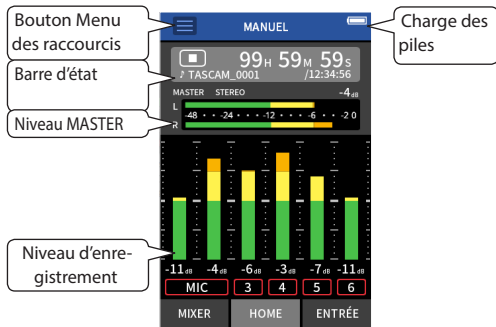 Bouton Menu
des raccourcis
MANUEL
Charge des
piles
Barre d'état
99H 59M 59S
♪ TASCAM_0001 /12:34:56
MASTER STEREO -4dB
L
-48 · · · -24 · · · · -12 · · · · -6 · · -2 0
R
Niveau MASTER
Niveau d'enre-
gistrement
-11dB -4dB -6dB -3dB -7dB -11dB
MIC 3 4 5 6
MIXER HOME ENTRÉE